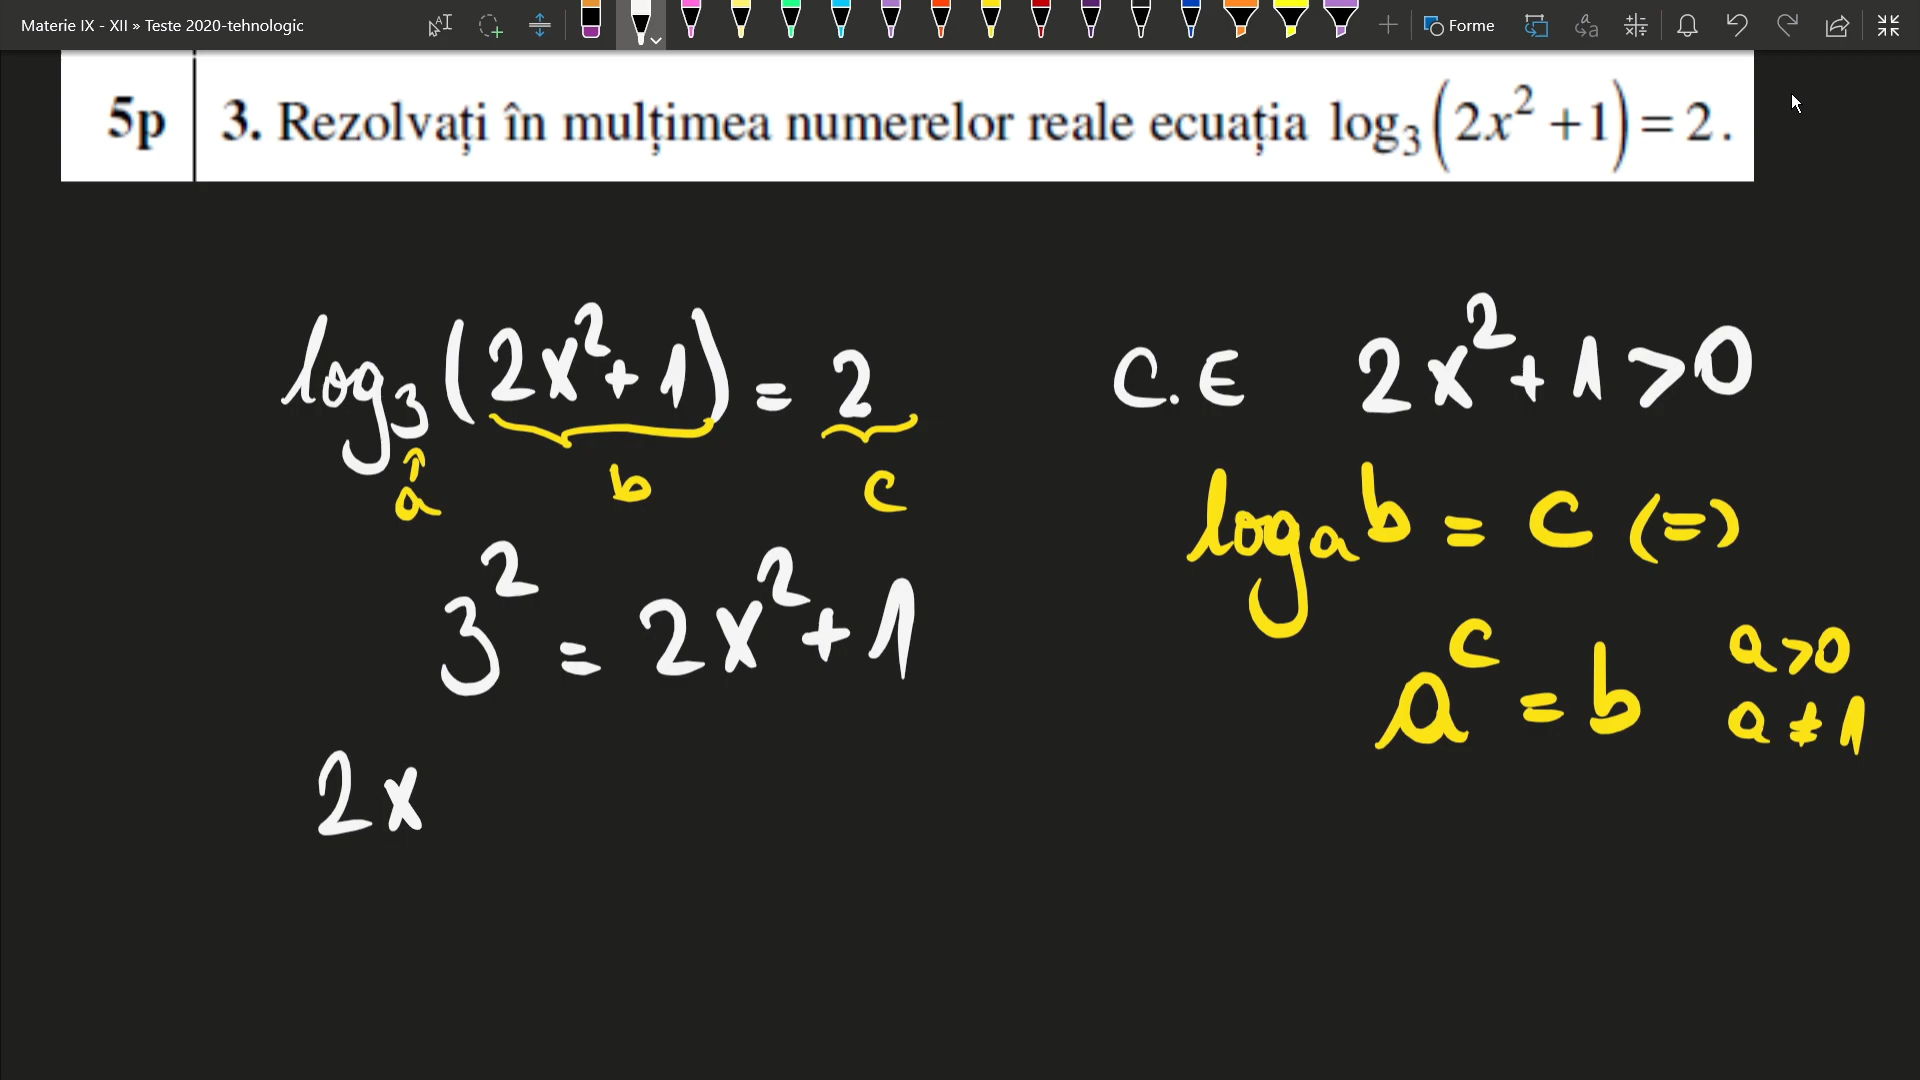 Materie IX - XII » Teste 2020-tehnologic
Forme
5p 3. Rezolvați în mulțimea numerelor reale ecuația log₃(2x² + 1) = 2.
log₃(2x²+1) = 2
a b c
C.E 2x²+1>0
logₐb = c (=)
3² = 2x²+1
aᶜ = b a>0
a ≠ 1
2x